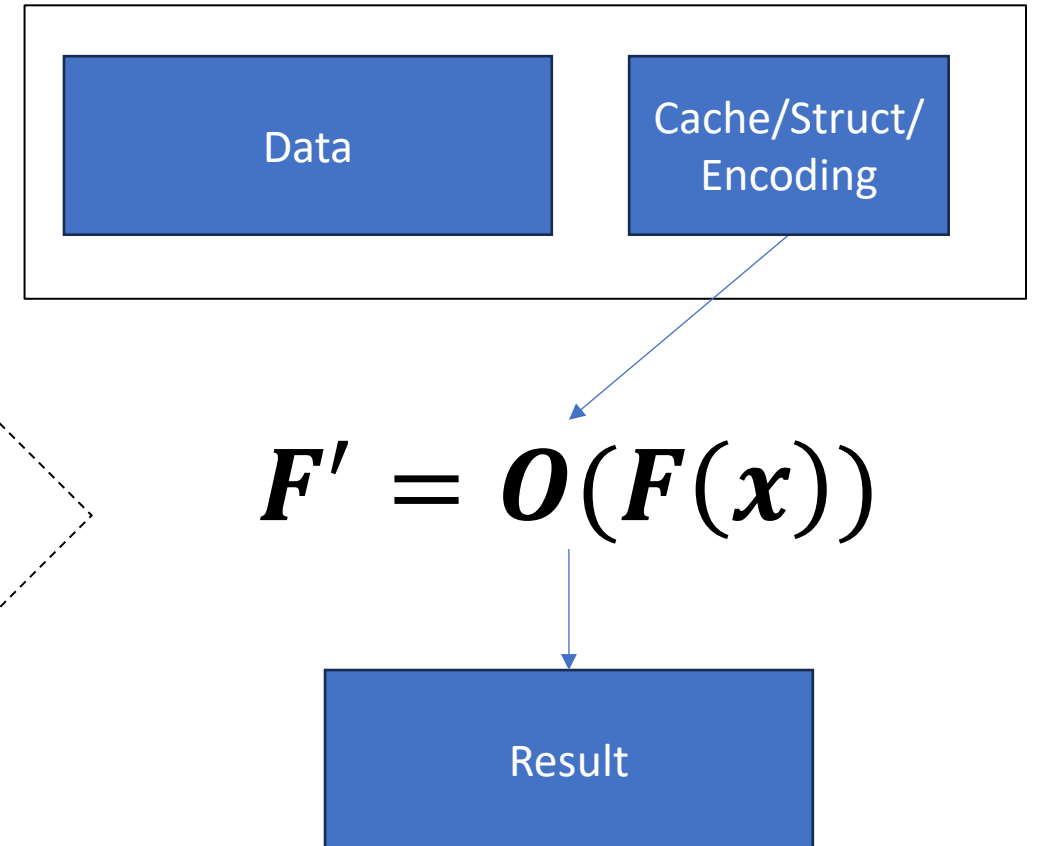 Data
Cache/Struct/
Encoding
F′ = O(F(x))
Result